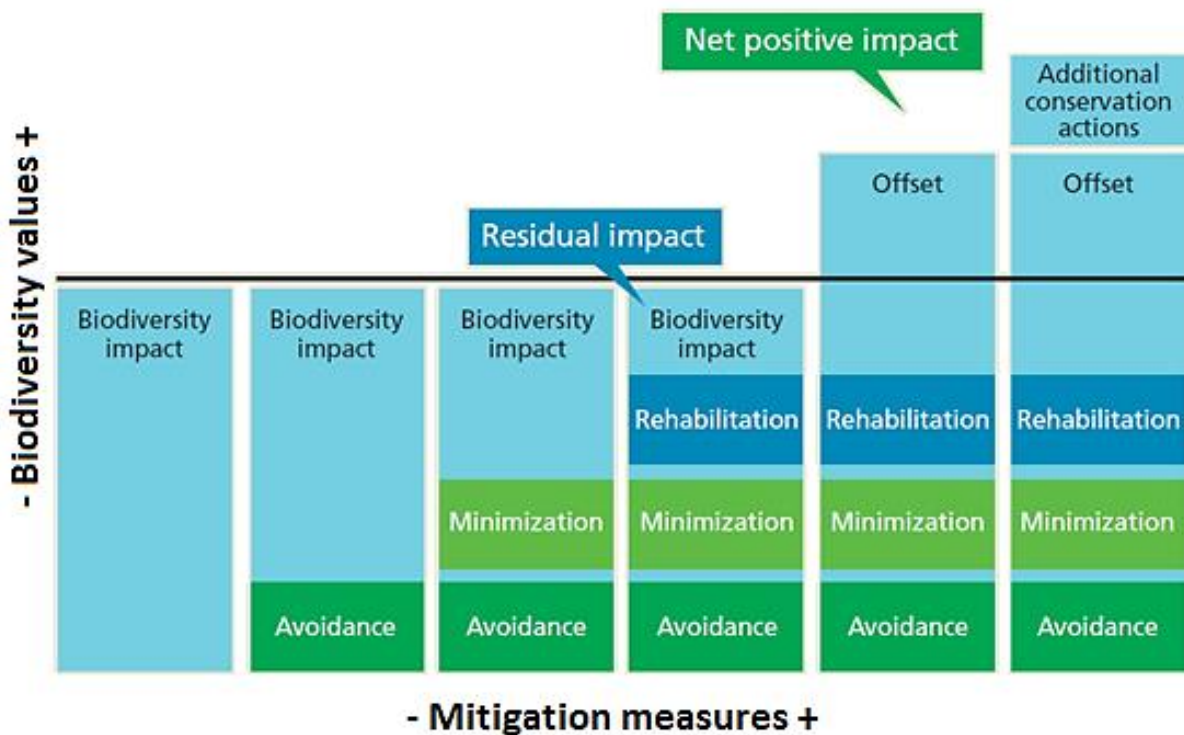 Net positive impact
Additional
conservation
actions
Offset
Offset
Residual impact
Biodiversity
impact
Biodiversity
impact
Biodiversity
impact
Biodiversity
impact
Rehabilitation
Rehabilitation
Rehabilitation
Minimization
Minimization
Minimization
Minimization
Avoidance
Avoidance
Avoidance
Avoidance
Avoidance
- Biodiversity values +
- Mitigation measures +